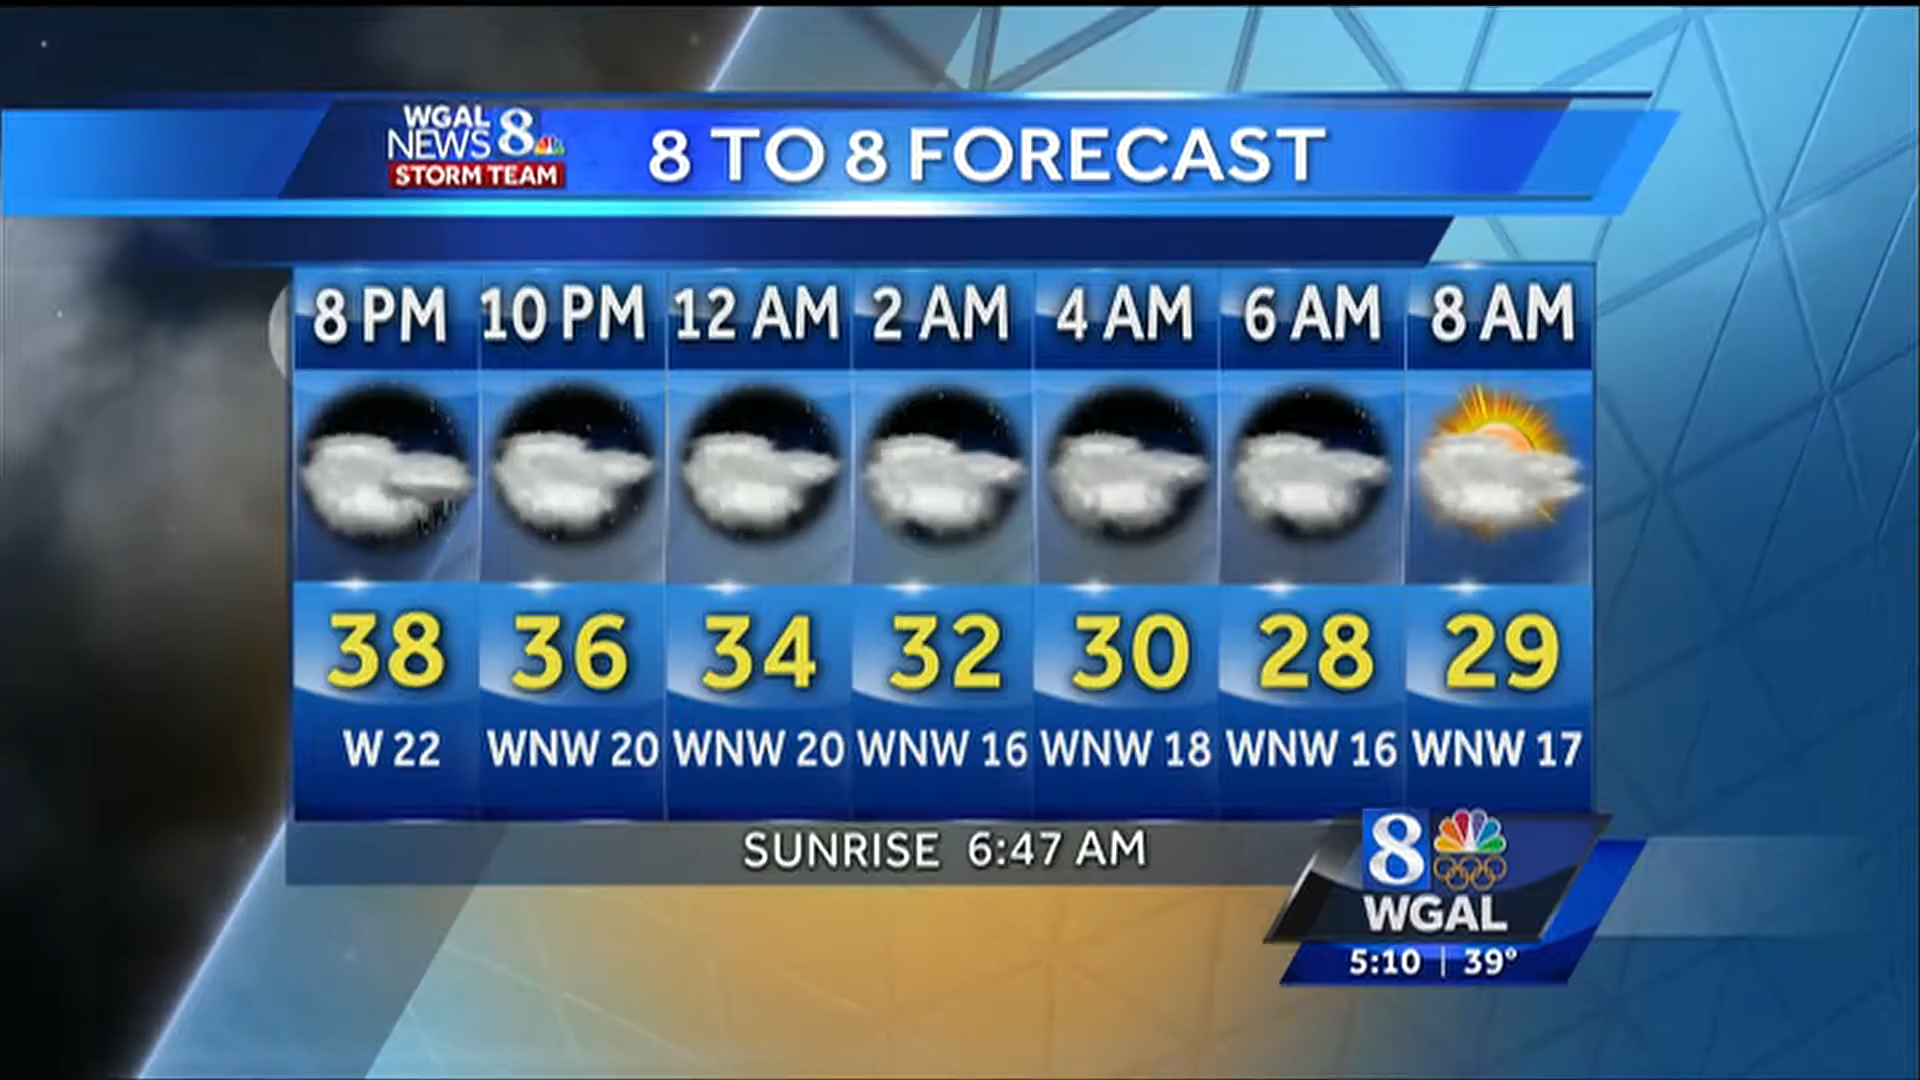 WGAL
NEWS 8
STORM TEAM
8 TO 8 FORECAST
8 PM 10 PM 12 AM 2 AM 4 AM 6 AM 8 AM
38 36 34 32 30 28 29
W 22 WNW 20 WNW 20 WNW 16 WNW 18 WNW 16 WNW 17
SUNRISE 6:47 AM
8
WGAL
5:10 | 39°